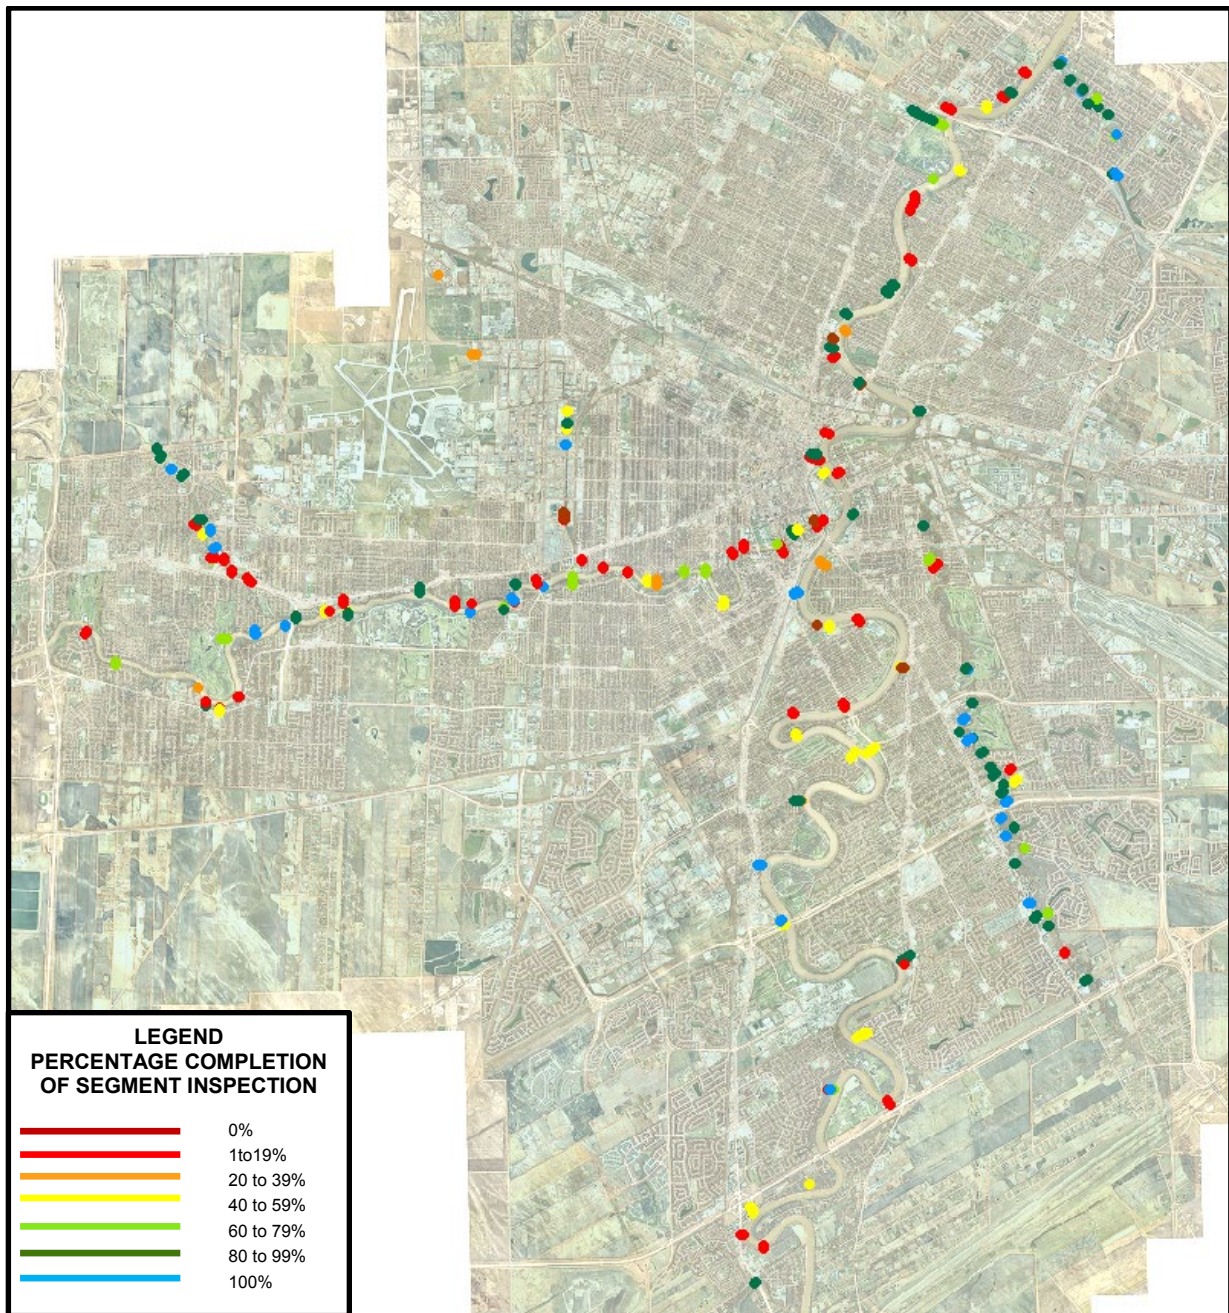 LEGEND
PERCENTAGE COMPLETION
OF SEGMENT INSPECTION
0%
1to19%
20 to 39%
40 to 59%
60 to 79%
80 to 99%
100%